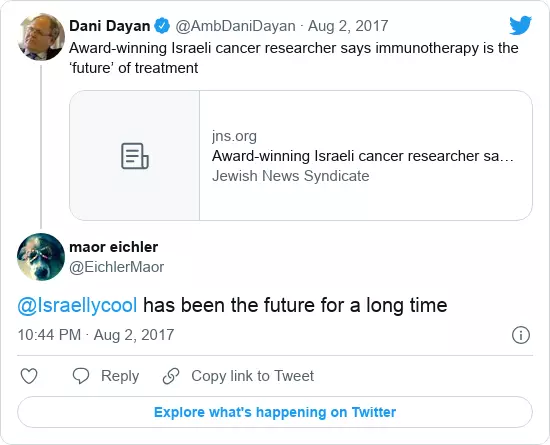 Dani Dayan @AmbDaniDayan · Aug 2, 2017
Award-winning Israeli cancer researcher says immunotherapy is the
‘future’ of treatment
jns.org
Award-winning Israeli cancer researcher sa…
Jewish News Syndicate
maor eichler
@EichlerMaor
@Israellycool has been the future for a long time
10:44 PM · Aug 2, 2017
Reply Copy link to Tweet
Explore what's happening on Twitter